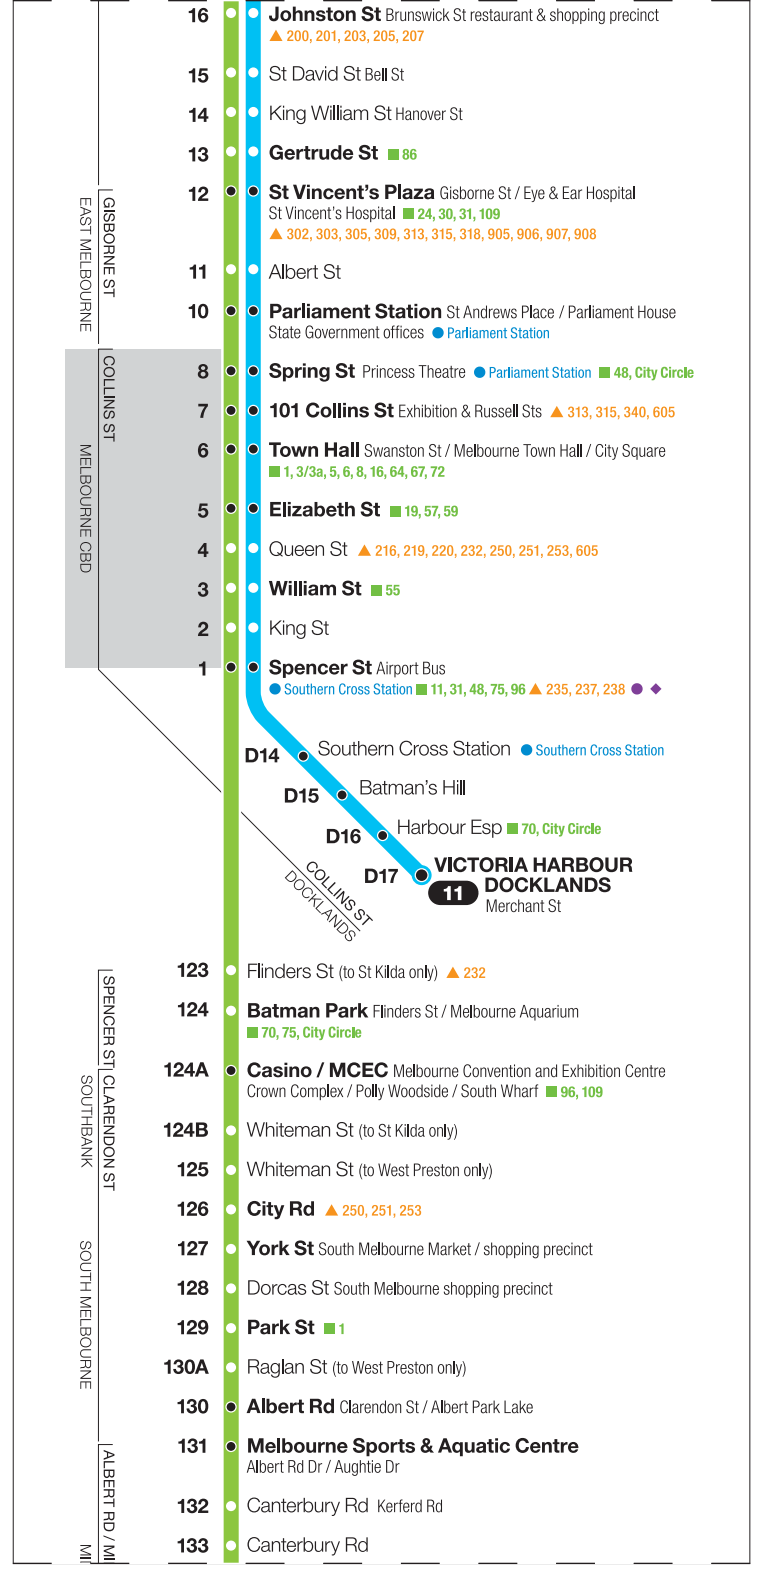 16 Johnston St Brunswick St restaurant & shopping precinct
▲ 200, 201, 203, 205, 207
15 St David St Bell St
14 King William St Hanover St
13 Gertrude St ■ 86
12 St Vincent's Plaza Gisborne St / Eye & Ear Hospital
St Vincent's Hospital ■ 24, 30, 31, 109
▲ 302, 303, 305, 309, 313, 315, 318, 905, 906, 907, 908
GISBORNE ST
EAST MELBOURNE
11 Albert St
10 Parliament Station St Andrews Place / Parliament House
State Government offices ● Parliament Station
COLLINS ST
MELBOURNE CBD
8 Spring St Princess Theatre ● Parliament Station ■ 48, City Circle
7 101 Collins St Exhibition & Russell Sts ▲ 313, 315, 340, 605
6 Town Hall Swanston St / Melbourne Town Hall / City Square
■ 1, 3/3a, 5, 6, 8, 16, 64, 67, 72
5 Elizabeth St ■ 19, 57, 59
4 Queen St ▲ 216, 219, 220, 232, 250, 251, 253, 605
3 William St ■ 55
2 King St
1 Spencer St Airport Bus
● Southern Cross Station ■ 11, 31, 48, 75, 96 ▲ 235, 237, 238 ● ◆
D14 Southern Cross Station ● Southern Cross Station
D15 Batman's Hill
D16 Harbour Esp ■ 70, City Circle
D17 VICTORIA HARBOUR
11 DOCKLANDS
Merchant St
COLLINS ST
DOCKLANDS
123 Flinders St (to St Kilda only) ▲ 232
124 Batman Park Flinders St / Melbourne Aquarium
■ 70, 75, City Circle
SPENCER ST
124A Casino / MCEC Melbourne Convention and Exhibition Centre
Crown Complex / Polly Woodside / South Wharf ■ 96, 109
CLARENDON ST
SOUTHBANK
124B Whiteman St (to St Kilda only)
125 Whiteman St (to West Preston only)
126 City Rd ▲ 250, 251, 253
127 York St South Melbourne Market / shopping precinct
SOUTH MELBOURNE
128 Dorcas St South Melbourne shopping precinct
129 Park St ■ 1
130A Raglan St (to West Preston only)
130 Albert Rd Clarendon St / Albert Park Lake
131 Melbourne Sports & Aquatic Centre
Albert Rd Dr / Aughtie Dr
ALBERT RD / MI
MI
132 Canterbury Rd Kerferd Rd
133 Canterbury Rd